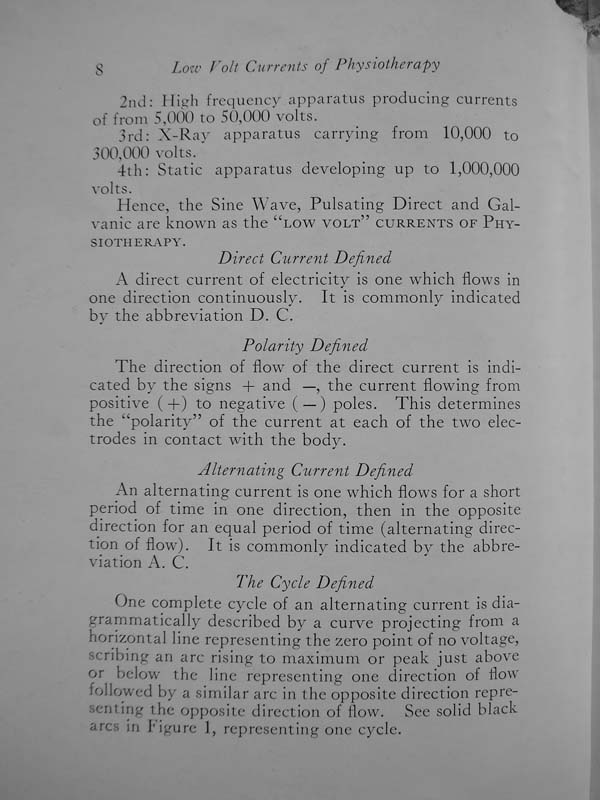 8 Low Volt Currents of Physiotherapy
2nd: High frequency apparatus producing currents
of from 5,000 to 50,000 volts.
3rd: X-Ray apparatus carrying from 10,000 to
300,000 volts.
4th: Static apparatus developing up to 1,000,000
volts.
Hence, the Sine Wave, Pulsating Direct and Gal-
vanic are known as the “LOW VOLT” CURRENTS OF PHY-
SIOTHERAPY.
Direct Current Defined
A direct current of electricity is one which flows in
one direction continuously. It is commonly indicated
by the abbreviation D. C.
Polarity Defined
The direction of flow of the direct current is indi-
cated by the signs + and —, the current flowing from
positive (+) to negative (—) poles. This determines
the “polarity” of the current at each of the two elec-
trodes in contact with the body.
Alternating Current Defined
An alternating current is one which flows for a short
period of time in one direction, then in the opposite
direction for an equal period of time (alternating direc-
tion of flow). It is commonly indicated by the abbre-
viation A. C.
The Cycle Defined
One complete cycle of an alternating current is dia-
grammatically described by a curve projecting from a
horizontal line representing the zero point of no voltage,
scribing an arc rising to maximum or peak just above
or below the line representing one direction of flow
followed by a similar arc in the opposite direction repre-
senting the opposite direction of flow. See solid black
arcs in Figure 1, representing one cycle.